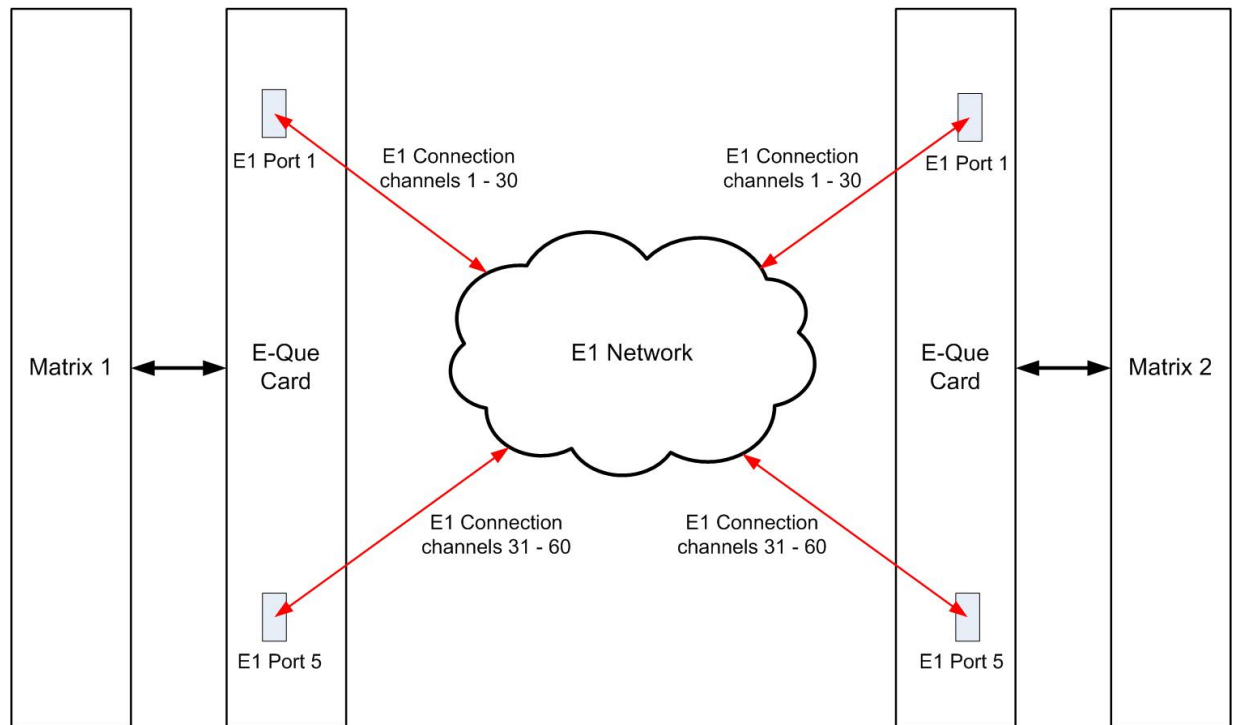 E1 Port 1
E1 Connection
channels 1 - 30
E1 Connection
channels 1 - 30
E1 Port 1
Matrix 1
E-Que
Card
E1 Network
E-Que
Card
Matrix 2
E1 Connection
channels 31 - 60
E1 Connection
channels 31 - 60
E1 Port 5
E1 Port 5